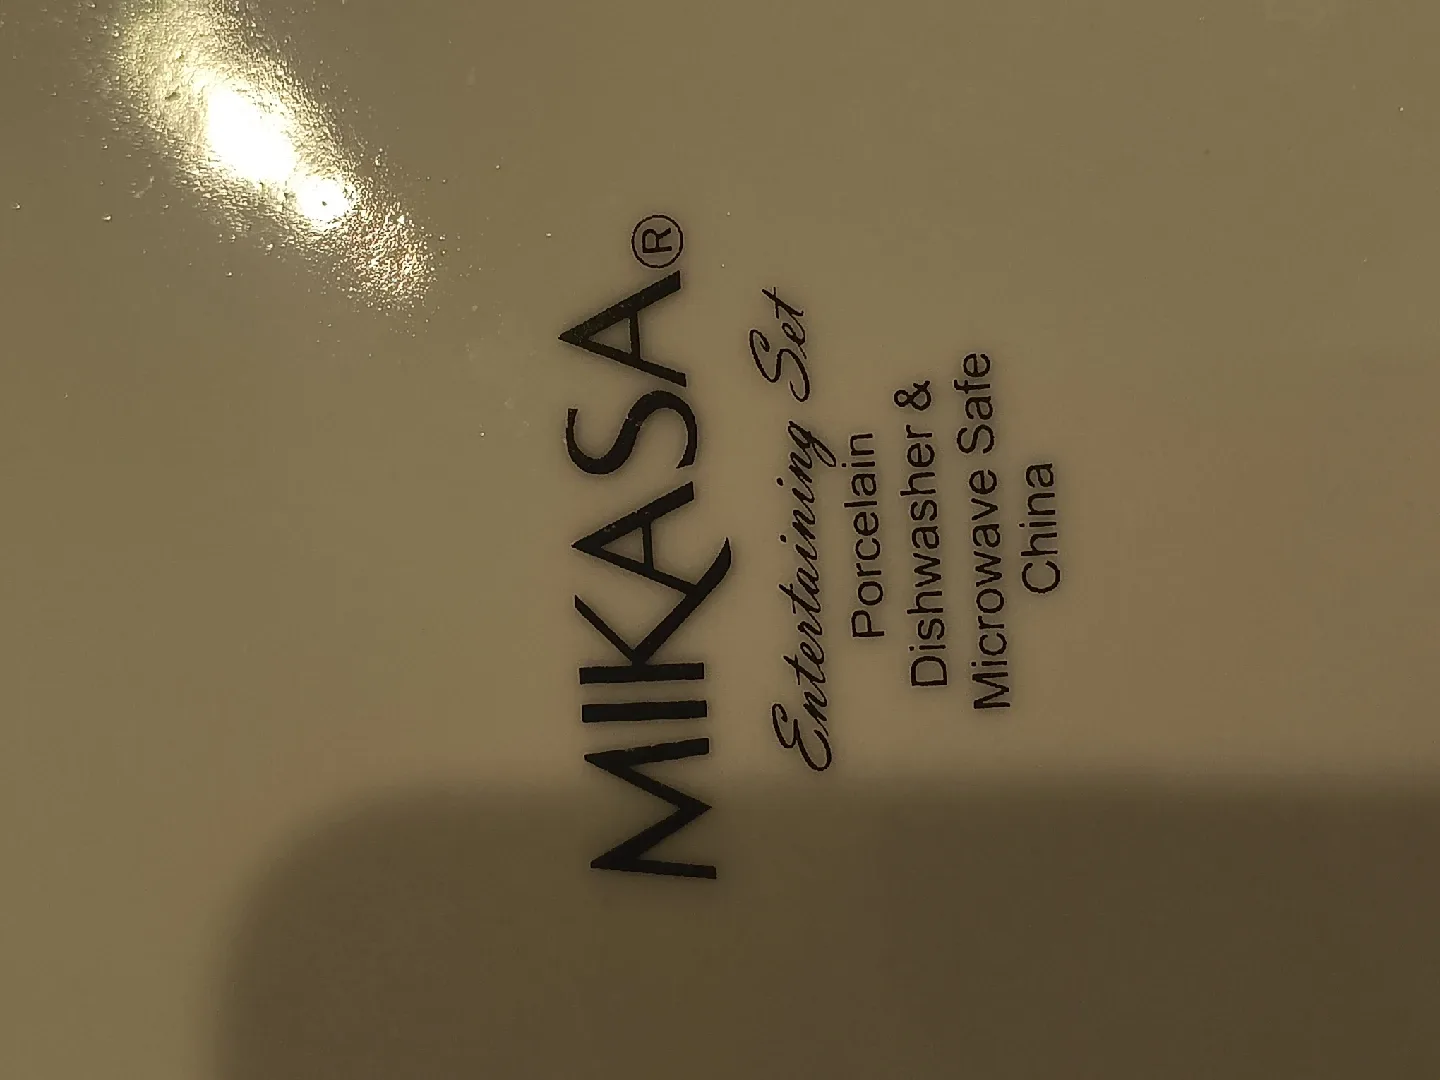 MIKASA®
Entertaining Set
Porcelain
Dishwasher &
Microwave Safe
China